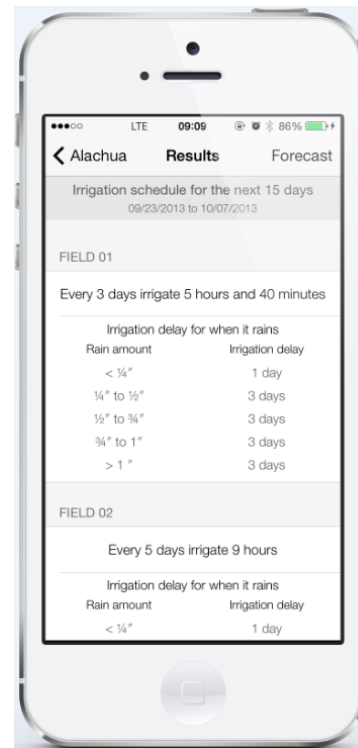 LTE 09:09 86%
Alachua Results Forecast
Irrigation schedule for the next 15 days
09/23/2013 to 10/07/2013
FIELD 01
Every 3 days irrigate 5 hours and 40 minutes
Irrigation delay for when it rains
Rain amount Irrigation delay
< ¼″ 1 day
¼″ to ½″ 3 days
½″ to ¾″ 3 days
¾″ to 1″ 3 days
> 1 ″ 3 days
FIELD 02
Every 5 days irrigate 9 hours
Irrigation delay for when it rains
Rain amount Irrigation delay
< ¼″ 1 day